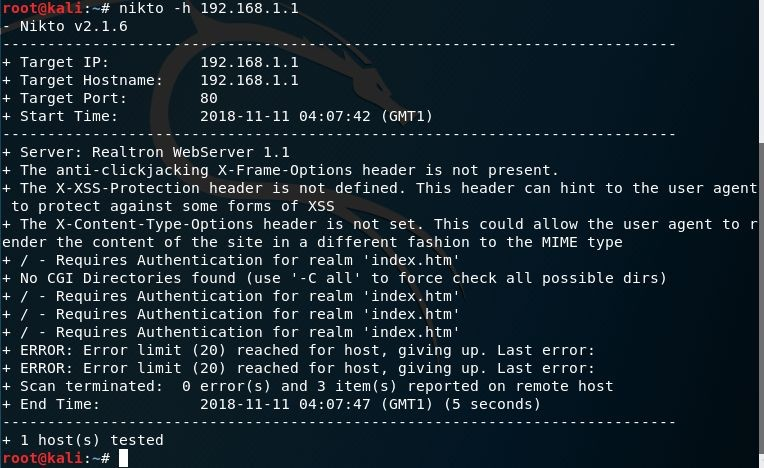 root@kali:~# nikto -h 192.168.1.1
- Nikto v2.1.6
---------------------------------------------------------------------------
+ Target IP:          192.168.1.1
+ Target Hostname:    192.168.1.1
+ Target Port:        80
+ Start Time:         2018-11-11 04:07:42 (GMT1)
---------------------------------------------------------------------------
+ Server: Realtron WebServer 1.1
+ The anti-clickjacking X-Frame-Options header is not present.
+ The X-XSS-Protection header is not defined. This header can hint to the user agent
 to protect against some forms of XSS
+ The X-Content-Type-Options header is not set. This could allow the user agent to r
ender the content of the site in a different fashion to the MIME type
+ / - Requires Authentication for realm 'index.htm'
+ No CGI Directories found (use '-C all' to force check all possible dirs)
+ / - Requires Authentication for realm 'index.htm'
+ / - Requires Authentication for realm 'index.htm'
+ / - Requires Authentication for realm 'index.htm'
+ ERROR: Error limit (20) reached for host, giving up. Last error:
+ ERROR: Error limit (20) reached for host, giving up. Last error:
+ Scan terminated:  0 error(s) and 3 item(s) reported on remote host
+ End Time:           2018-11-11 04:07:47 (GMT1) (5 seconds)
---------------------------------------------------------------------------
+ 1 host(s) tested
root@kali:~#